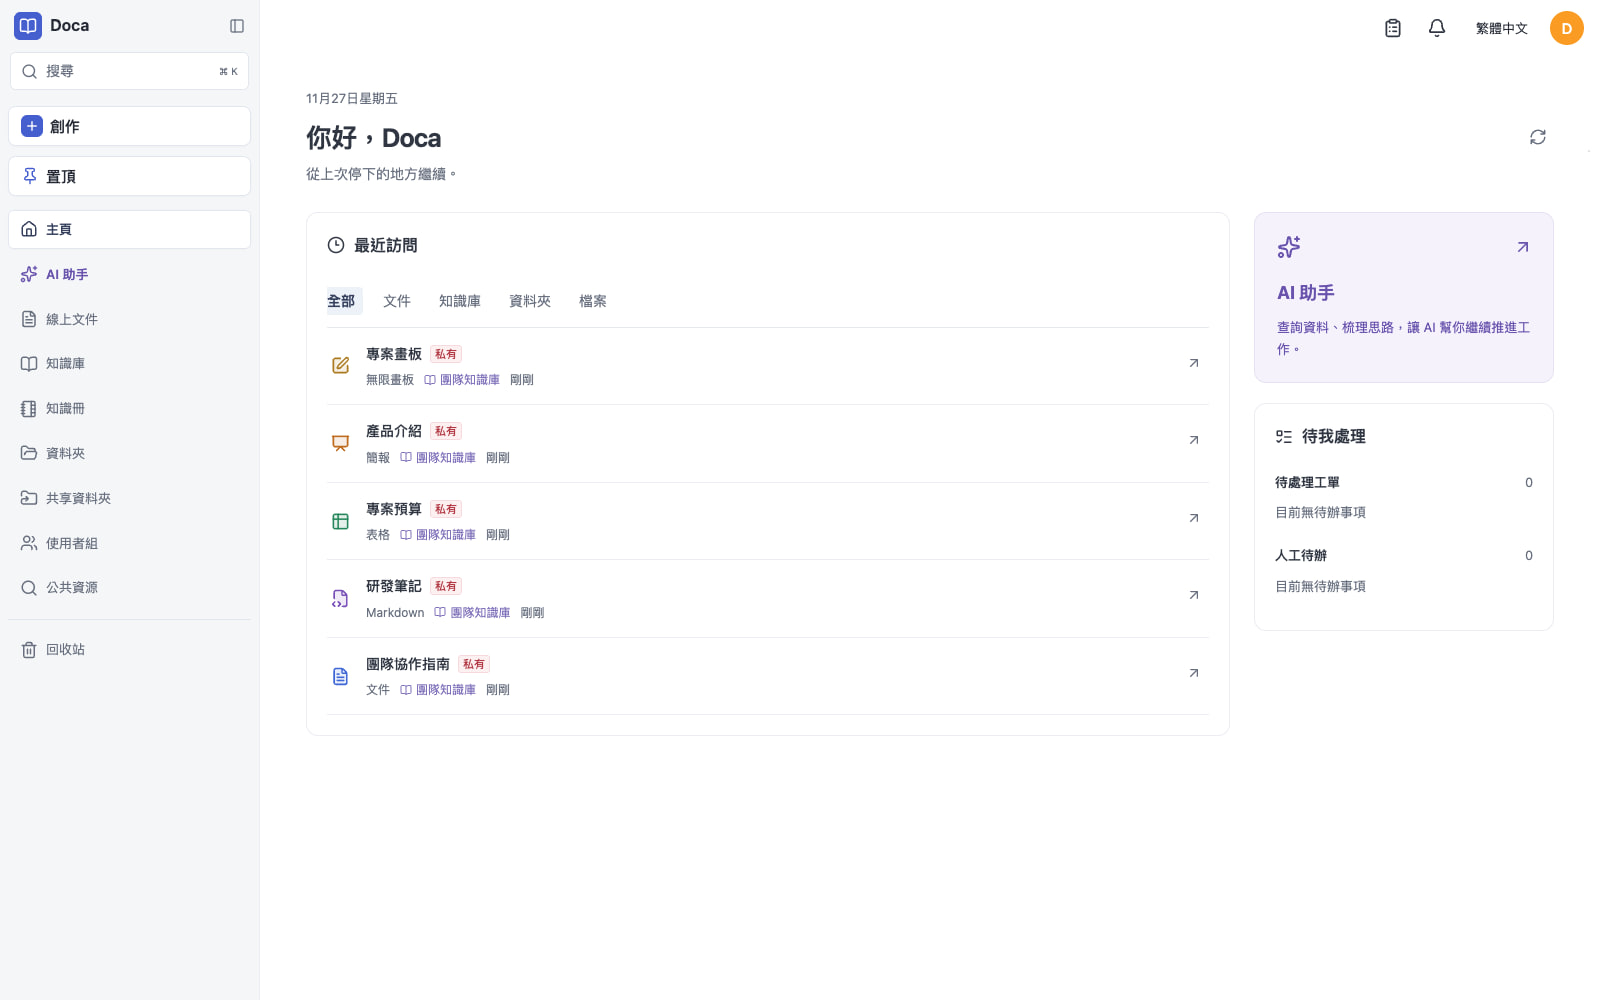 Doca
搜尋 ⌘ K
創作
置頂
主頁
AI 助手
線上文件
知識庫
知識冊
資料夾
共享資料夾
使用者組
公共資源
回收站
繁體中文 D
11月27日星期五
你好，Doca
從上次停下的地方繼續。
最近訪問
全部 文件 知識庫 資料夾 檔案
專案畫板 私有
無限畫板 團隊知識庫 剛剛
產品介紹 私有
簡報 團隊知識庫 剛剛
專案預算 私有
表格 團隊知識庫 剛剛
研發筆記 私有
Markdown 團隊知識庫 剛剛
團隊協作指南 私有
文件 團隊知識庫 剛剛
AI 助手
查詢資料、梳理思路，讓 AI 幫你繼續推進工
作。
待我處理
待處理工單 0
目前無待辦事項
人工待辦 0
目前無待辦事項